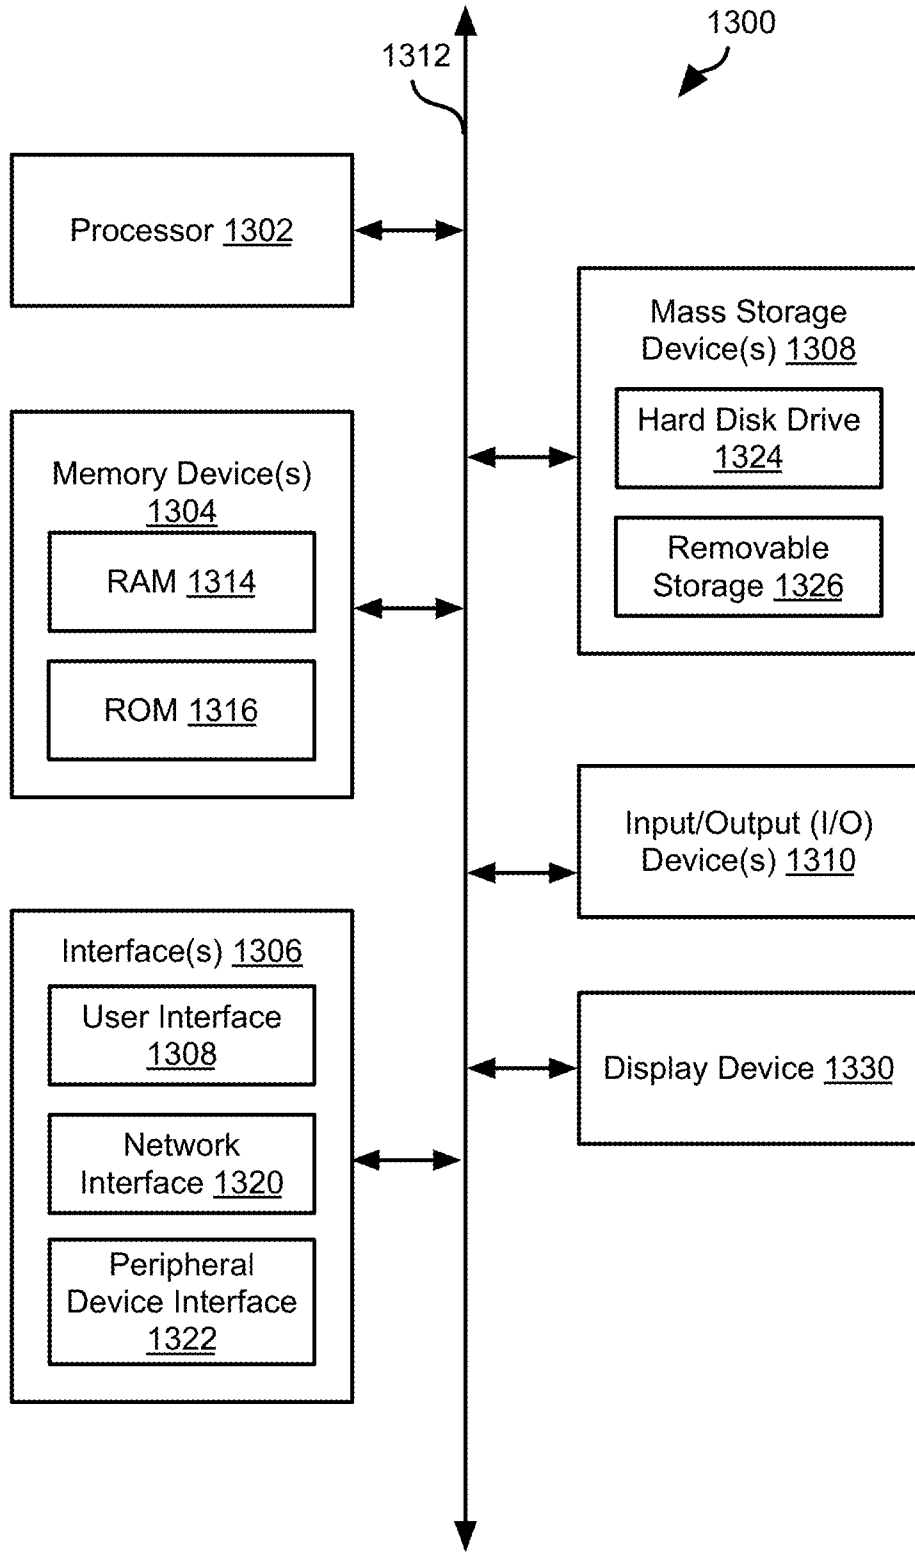 1300
1312
Processor 1302
Mass Storage
Device(s) 1308
Hard Disk Drive
1324
Removable
Storage 1326
Memory Device(s)
1304
RAM 1314
ROM 1316
Input/Output (I/O)
Device(s) 1310
Interface(s) 1306
User Interface
1308
Network
Interface 1320
Peripheral
Device Interface
1322
Display Device 1330